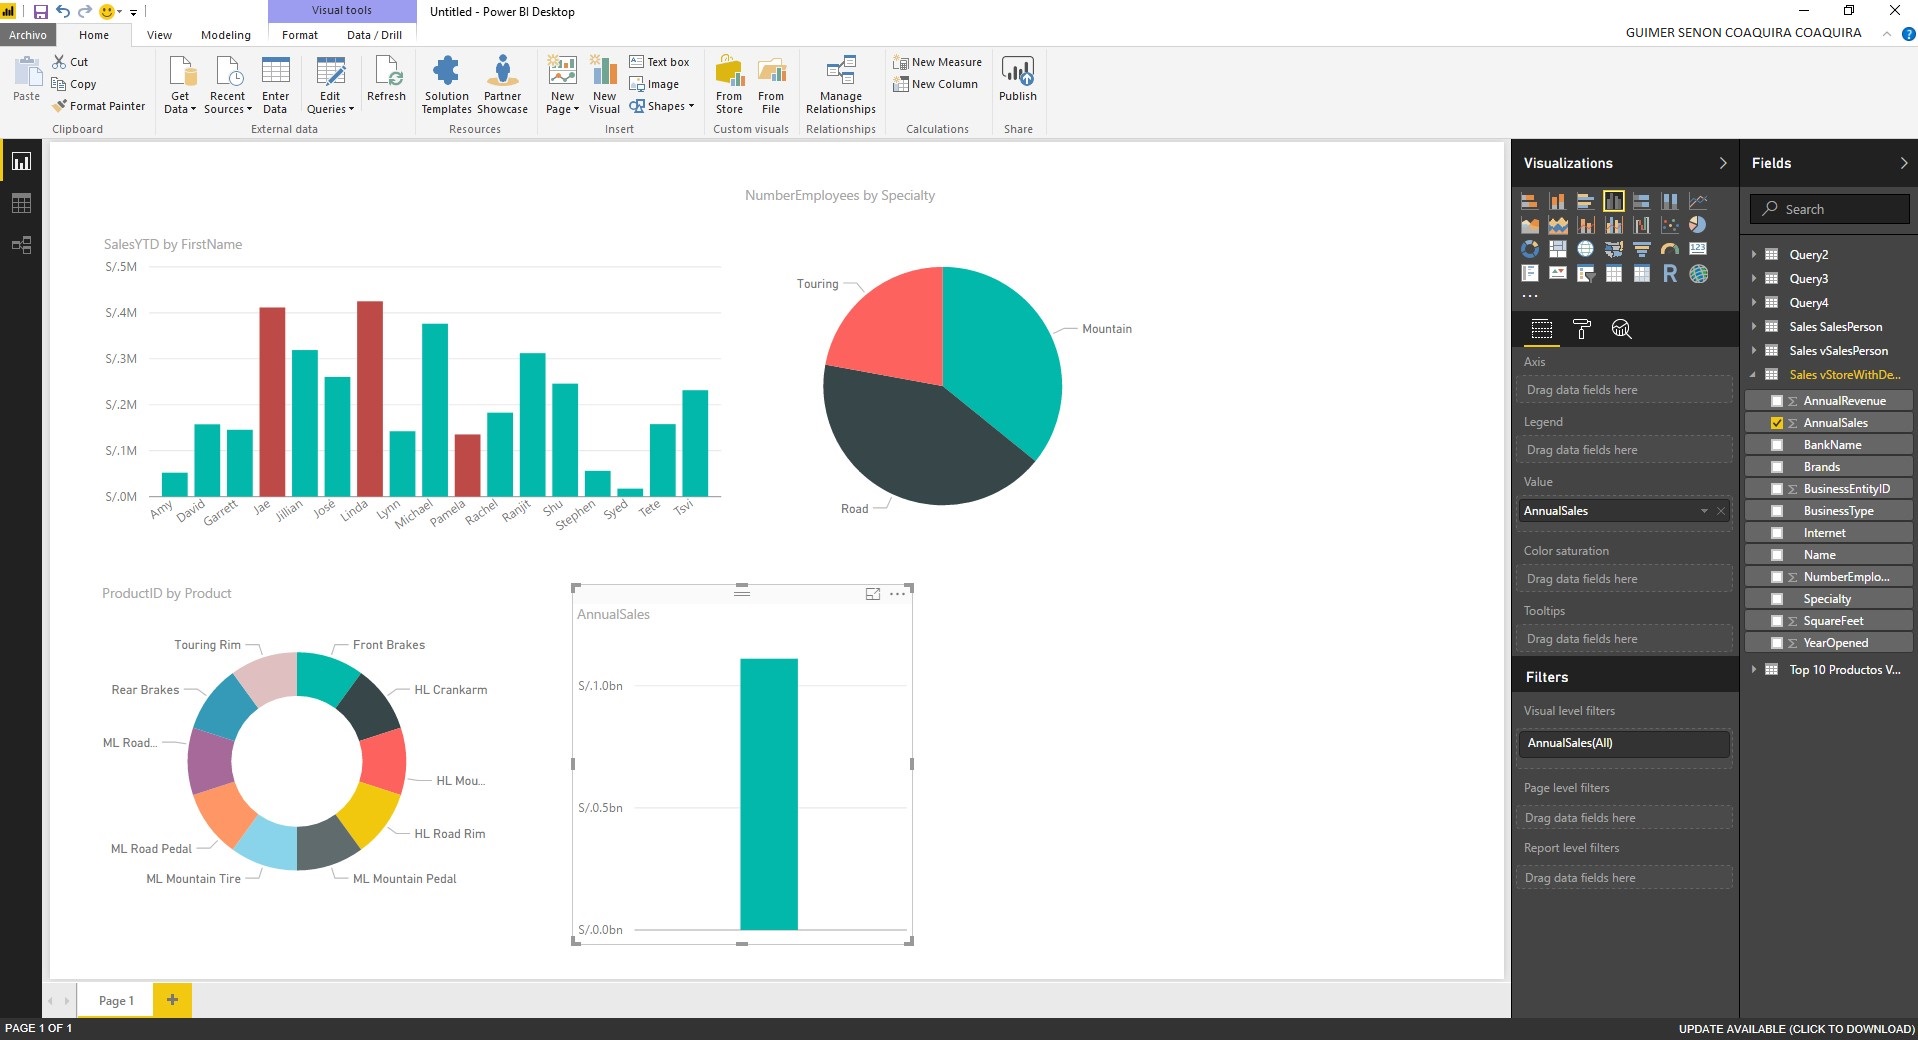 Visual tools
Untitled - Power BI Desktop
Archivo
Home
View
Modeling
Format
Data / Drill
GUIMER SENON COAQUIRA COAQUIRA
?
Paste
Cut
Copy
Format Painter
Clipboard
Get Data
Recent Sources
Enter Data
Edit Queries
Refresh
External data
Solution Templates
Partner Showcase
Resources
New Page
New Visual
Text box
Image
Shapes
Insert
From Store
From File
Custom visuals
Manage Relationships
Relationships
New Measure
New Column
Calculations
Publish
Share
SalesYTD by FirstName
S/.5M
S/.4M
S/.3M
S/.2M
S/.1M
S/.0M
Amy
David
Garrett
Jae
Jillian
José
Linda
Lynn
Michael
Pamela
Rachel
Ranjit
Shu
Stephen
Syed
Tete
Tsvi
NumberEmployees by Specialty
Touring
Mountain
Road
ProductID by Product
Touring Rim
Front Brakes
Rear Brakes
HL Crankarm
ML Road...
HL Mou...
HL Road Rim
ML Road Pedal
ML Mountain Tire
ML Mountain Pedal
AnnualSales
S/.1.0bn
S/.0.5bn
S/.0.0bn
Visualizations
123
R
...
Axis
Drag data fields here
Legend
Drag data fields here
Value
AnnualSales
Color saturation
Drag data fields here
Tooltips
Drag data fields here
Filters
Visual level filters
AnnualSales(All)
Page level filters
Drag data fields here
Report level filters
Drag data fields here
Fields
Search
Query2
Query3
Query4
Sales SalesPerson
Sales vSalesPerson
Sales vStoreWithDe...
Σ AnnualRevenue
Σ AnnualSales
BankName
Brands
Σ BusinessEntityID
BusinessType
Internet
Name
Σ NumberEmplo...
Specialty
Σ SquareFeet
Σ YearOpened
Top 10 Productos V...
Page 1
+
PAGE 1 OF 1
UPDATE AVAILABLE (CLICK TO DOWNLOAD)